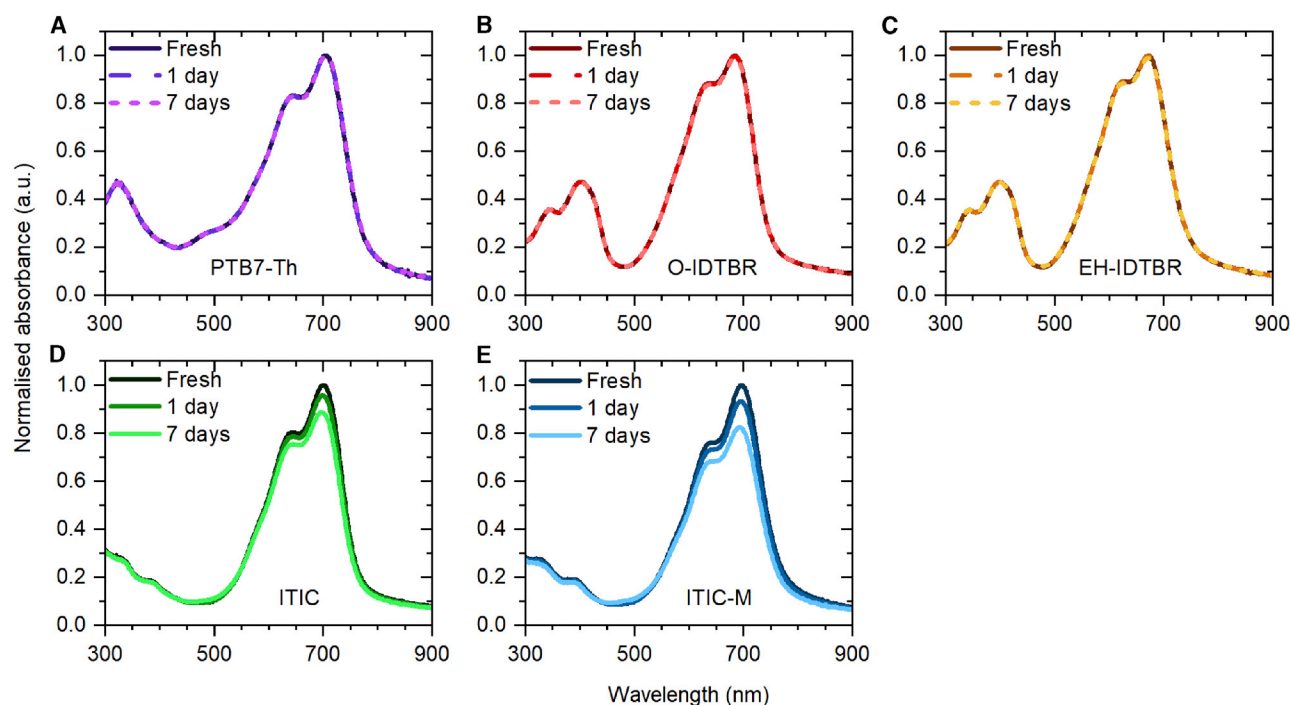 A
B
C
Fresh
1 day
7 days
Fresh
1 day
7 days
Fresh
1 day
7 days
1.0
0.8
0.6
0.4
0.2
0.0
1.0
0.8
0.6
0.4
0.2
0.0
1.0
0.8
0.6
0.4
0.2
0.0
PTB7-Th
O-IDTBR
EH-IDTBR
300 500 700 900
300 500 700 900
300 500 700 900
Normalised absorbance (a.u.)
D
E
Fresh
1 day
7 days
Fresh
1 day
7 days
1.0
0.8
0.6
0.4
0.2
0.0
1.0
0.8
0.6
0.4
0.2
0.0
ITIC
ITIC-M
300 500 700 900
300 500 700 900
Wavelength (nm)